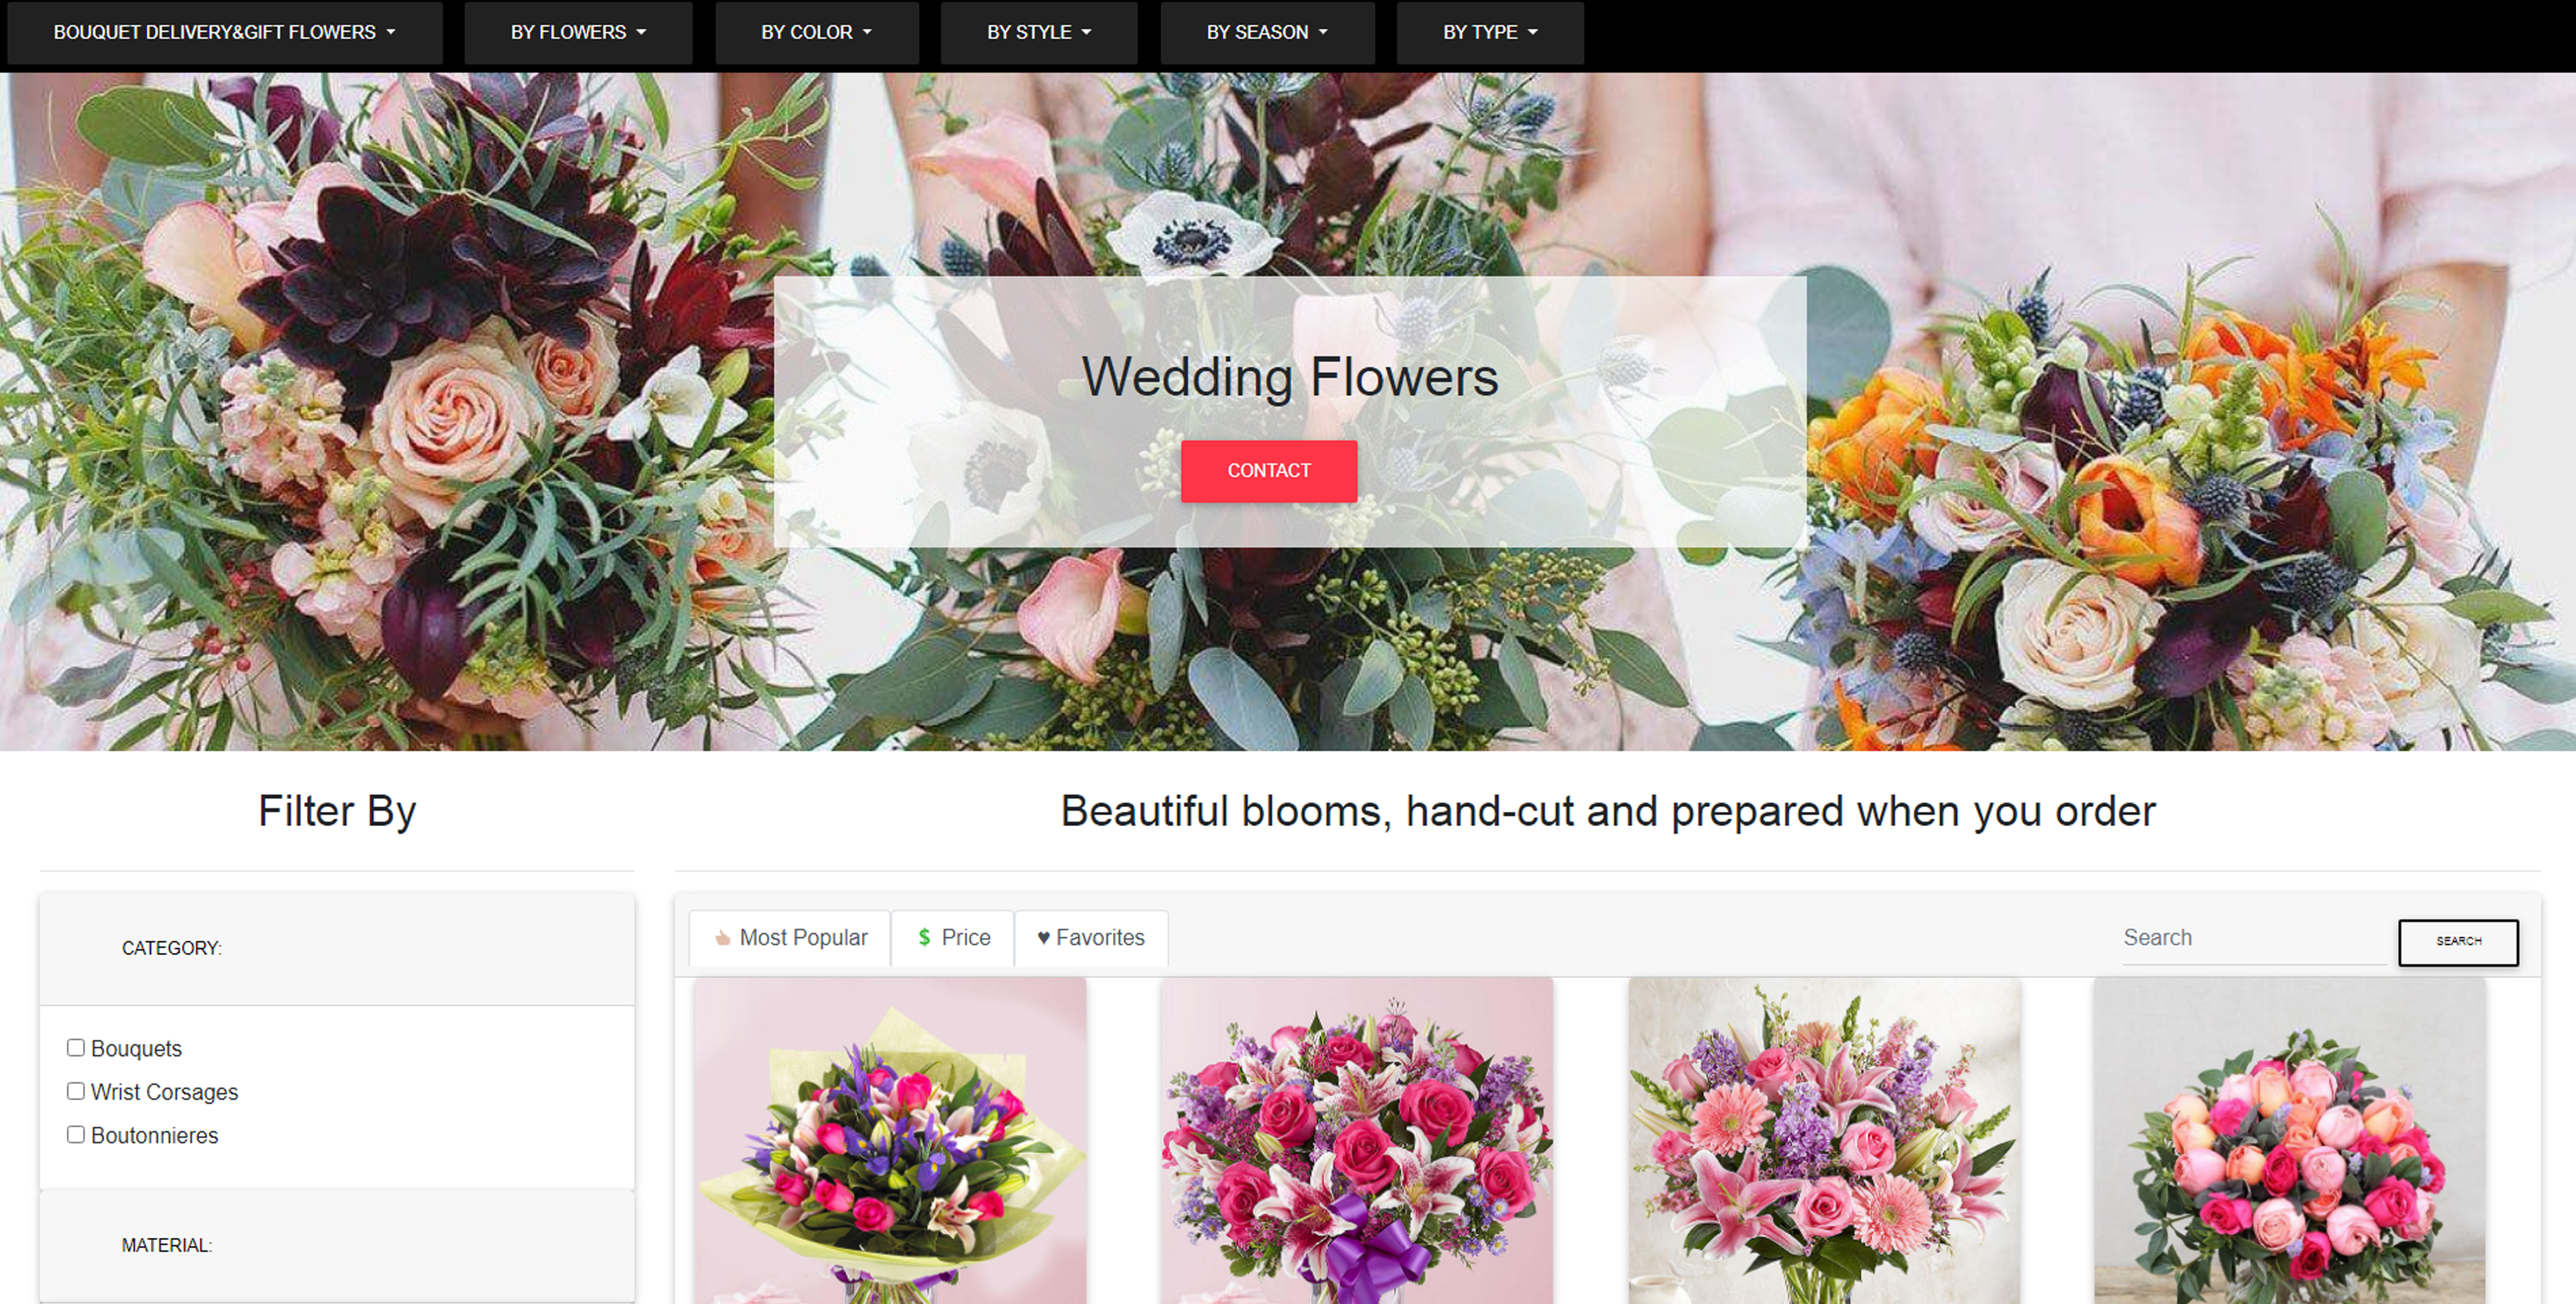 BOUQUET DELIVERY&GIFT FLOWERS BY FLOWERS BY COLOR BY STYLE BY SEASON BY TYPE
Wedding Flowers
CONTACT
Filter By
Beautiful blooms, hand-cut and prepared when you order
CATEGORY:
Bouquets
Wrist Corsages
Boutonnieres
MATERIAL:
Most Popular $ Price ♥ Favorites Search SEARCH